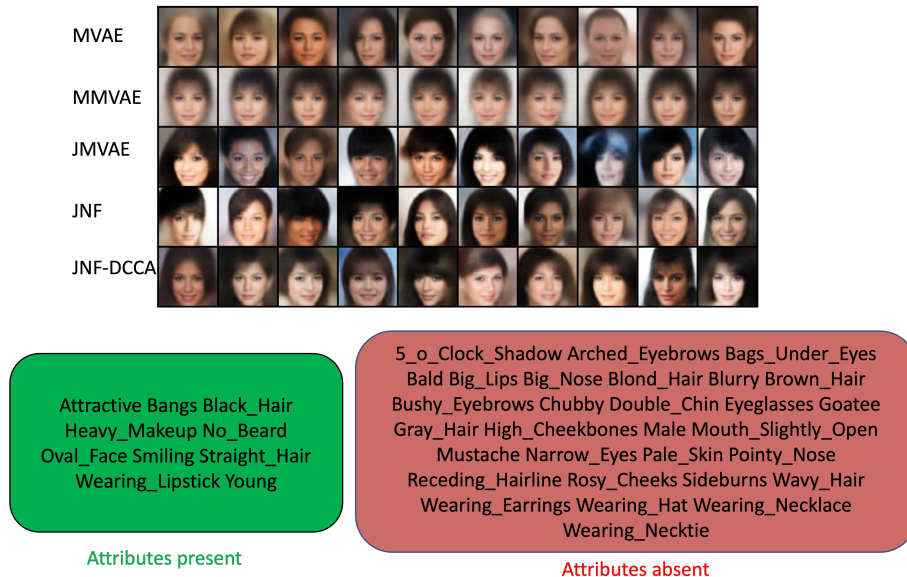 MVAE
MMVAE
JMVAE
JNF
JNF-DCCA
Attractive Bangs Black_Hair
Heavy_Makeup No_Beard
Oval_Face Smiling Straight_Hair
Wearing_Lipstick Young
Attributes present
5_o_Clock_Shadow Arched_Eyebrows Bags_Under_Eyes
Bald Big_Lips Big_Nose Blond_Hair Blurry Brown_Hair
Bushy_Eyebrows Chubby Double_Chin Eyeglasses Goatee
Gray_Hair High_Cheekbones Male Mouth_Slightly_Open
Mustache Narrow_Eyes Pale_Skin Pointy_Nose
Receding_Hairline Rosy_Cheeks Sideburns Wavy_Hair
Wearing_Earrings Wearing_Hat Wearing_Necklace
Wearing_Necktie
Attributes absent